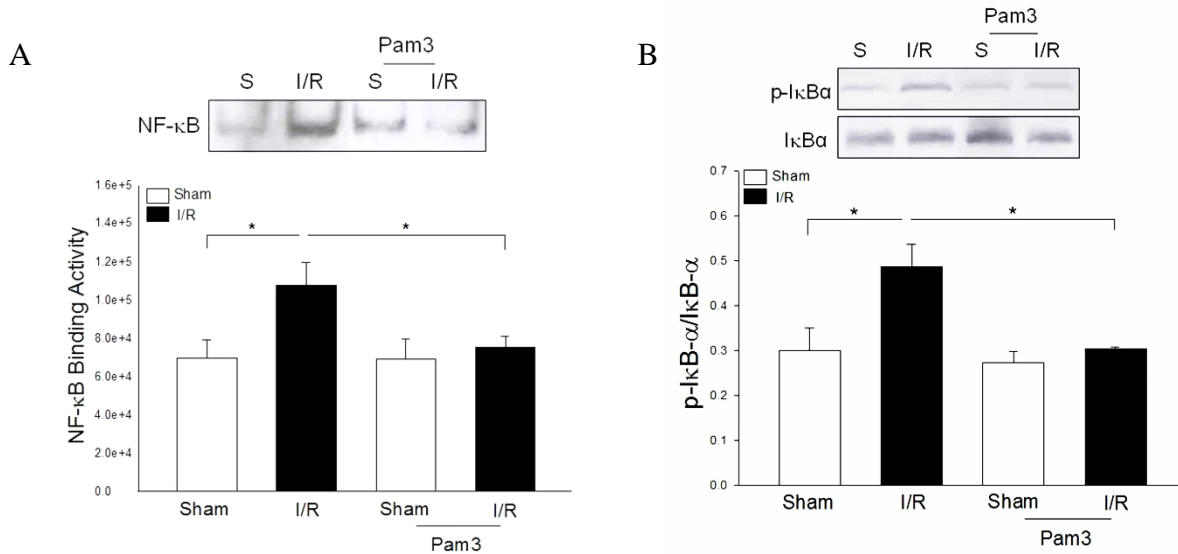 A
Pam3
S I/R S I/R
NF-κB
1.6e+5
1.4e+5
1.2e+5
1.0e+5
8.0e+4
6.0e+4
4.0e+4
2.0e+4
0.0
NF-κB Binding Activity
Sham
I/R
* *
Sham I/R Sham I/R
Pam3
B
Pam3
S I/R S I/R
p-IκBα
IκBα
0.7
0.6
0.5
0.4
0.3
0.2
0.1
0.0
p-IκB-α/IκB-α
Sham
I/R
* *
Sham I/R Sham I/R
Pam3